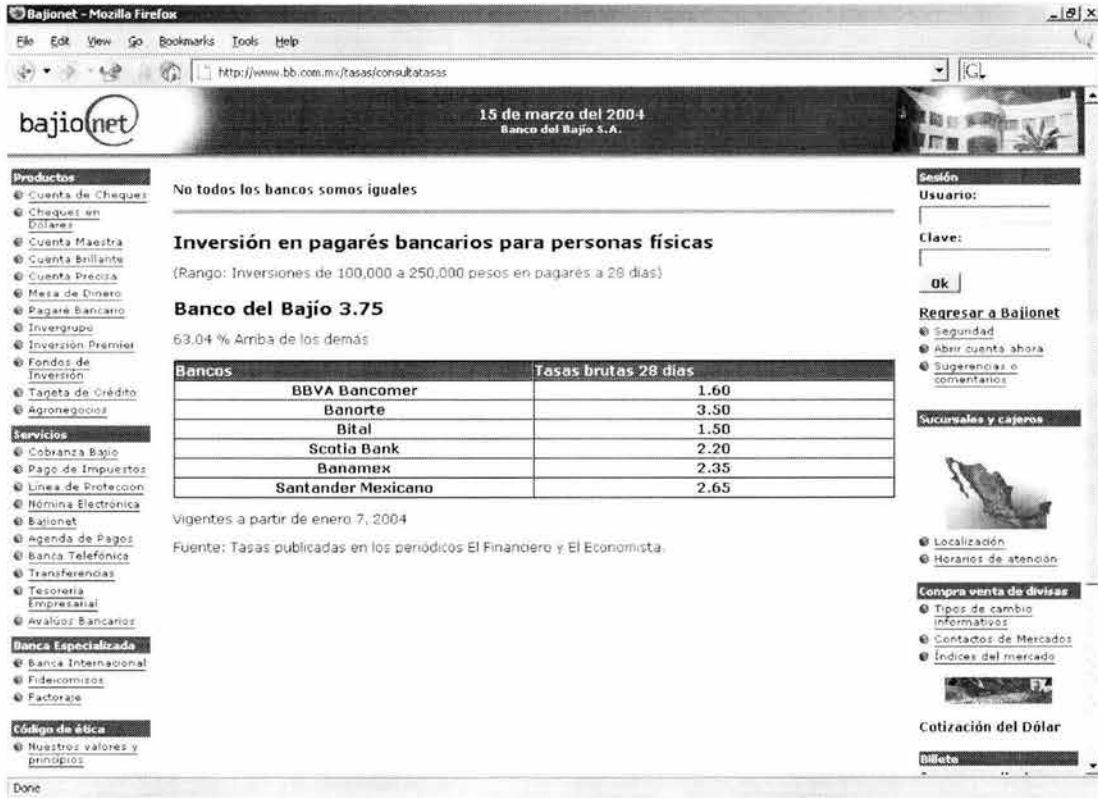 Bajionet - Mozilla Firefox
File Edit View Go Bookmarks Tools Help
http://www.bb.com.mx/tasas/consultatasas
bajionet
15 de marzo del 2004
Banco del Bajío S.A.
Productos
Cuenta de Cheques
Cheques en
Dólares
Cuenta Maestra
Cuenta Brillante
Cuenta Precisa
Mesa de Dinero
Pagaré Bancario
Invergrupo
Inversión Premier
Fondos de
Inversión
Tarjeta de Crédito
Agronegocios
Servicios
Cobranza Bajío
Pago de Impuestos
Línea de Protección
Nómina Electrónica
Bajionet
Agenda de Pagos
Banca Telefónica
Transferencias
Tesorería
Empresarial
Avalúos Bancarios
Banca Especializada
Banca Internacional
Fideicomisos
Factoraje
Código de ética
Nuestros valores y
principios
No todos los bancos somos iguales
Inversión en pagarés bancarios para personas físicas
(Rango: Inversiones de 100,000 a 250,000 pesos en pagarés a 28 días)
Banco del Bajío 3.75
63.04 % Arriba de los demás
Bancos Tasas brutas 28 días
BBVA Bancomer 1.60
Banorte 3.50
Bital 1.50
Scotia Bank 2.20
Banamex 2.35
Santander Mexicano 2.65
Vigentes a partir de enero 7, 2004
Fuente: Tasas publicadas en los periódicos El Financiero y El Economista.
Sesión
Usuario:
Clave:
Ok
Regresar a Bajionet
Seguridad
Abrir cuenta ahora
Sugerencias o
comentarios
Sucursales y cajeros
Localización
Horarios de atención
Compra venta de divisas
Tipos de cambio
informativos
Contactos de Mercados
Índices del mercado
Cotización del Dólar
Billete
Done